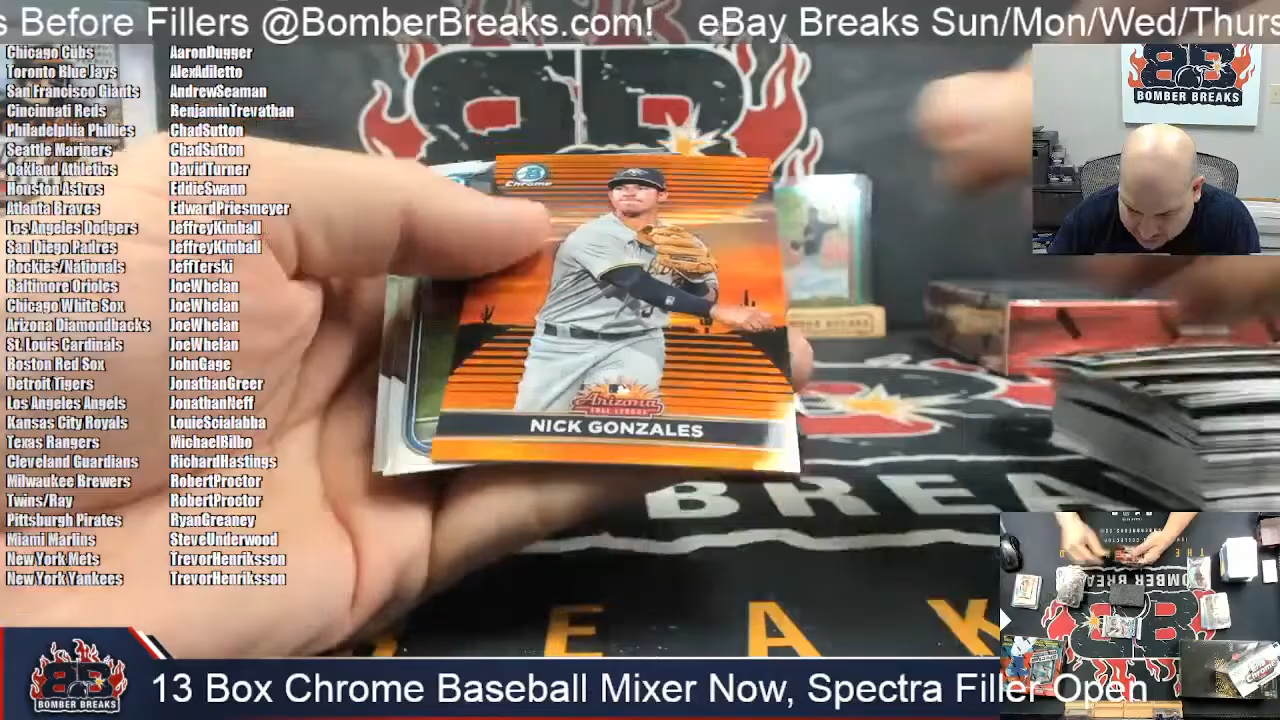 s Before Fillers @BomberBreaks.com! eBay Breaks Sun/Mon/Wed/Thurs
Chicago Cubs AaronDugger
Toronto Blue Jays AlexAdiletto
San Francisco Giants AndrewSeaman
Cincinnati Reds BenjaminTrevathan
Philadelphia Phillies ChadSutton
Seattle Mariners ChadSutton
Oakland Athletics DavidTurner
Houston Astros EddieSwann
Atlanta Braves EdwardPriesmeyer
Los Angeles Dodgers JeffreyKimball
San Diego Padres JeffreyKimball
Rockies/Nationals JeffTerski
Baltimore Orioles JoeWhelan
Chicago White Sox JoeWhelan
Arizona Diamondbacks JoeWhelan
St. Louis Cardinals JoeWhelan
Boston Red Sox JohnGage
Detroit Tigers JonathanGreer
Los Angeles Angels JonathanNeff
Kansas City Royals LouieScialabba
Texas Rangers MichaelBilbo
Cleveland Guardians RichardHastings
Milwaukee Brewers RobertProctor
Twins/Ray RobertProctor
Pittsburgh Pirates RyanGreaney
Miami Marlins SteveUnderwood
New York Mets TrevorHenriksson
New York Yankees TrevorHenriksson
BB
BOMBER BREAKS
B
Chrome
Arizona
FALL LEAGUE
NICK GONZALES
BREA
E A K
BOMBER BREA
BB
BOMBER BREAKS
13 Box Chrome Baseball Mixer Now, Spectra Filler Open